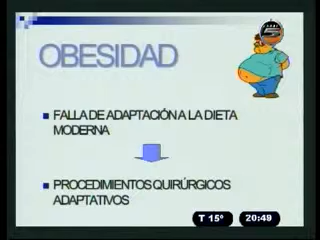 OBESIDAD
FALLA DE ADAPTACIÓN A LA DIETA
MODERNA
PROCEDIMIENTOS QUIRÚRGICOS
ADAPTATIVOS
T 15° 20:49